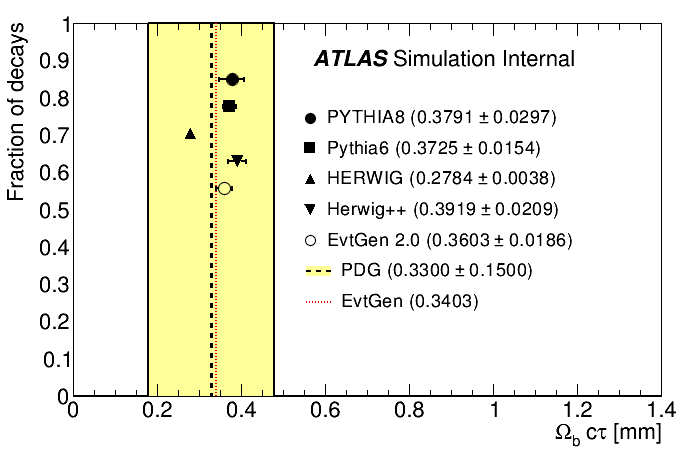 ATLAS Simulation Internal
PYTHIA8 (0.3791 ± 0.0297)
Pythia6 (0.3725 ± 0.0154)
HERWIG (0.2784 ± 0.0038)
Herwig++ (0.3919 ± 0.0209)
EvtGen 2.0 (0.3603 ± 0.0186)
PDG (0.3300 ± 0.1500)
EvtGen (0.3403)
Fraction of decays
1
0.9
0.8
0.7
0.6
0.5
0.4
0.3
0.2
0.1
0
0 0.2 0.4 0.6 0.8 1 1.2 1.4
Ω_b cτ [mm]